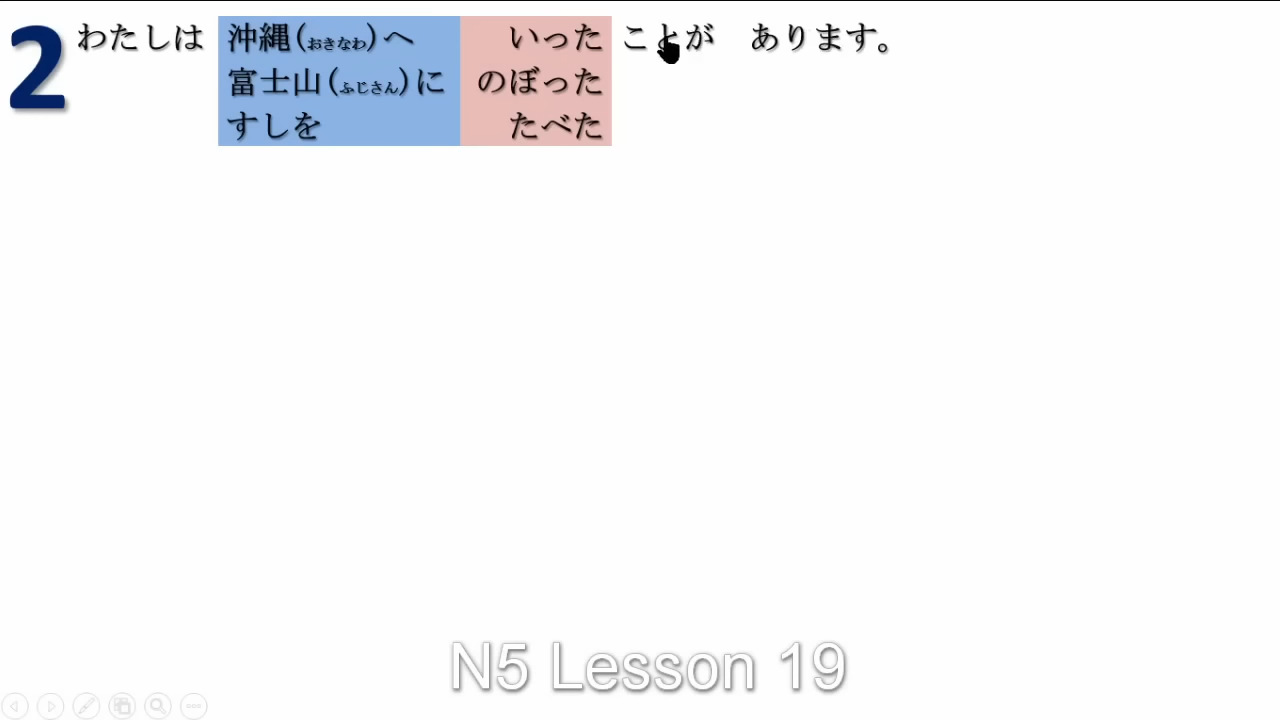 2 わたしは 沖縄(おきなわ)へ いった ことが あります。
富士山(ふじさん)に のぼった
すしを たべた
N5 Lesson 19